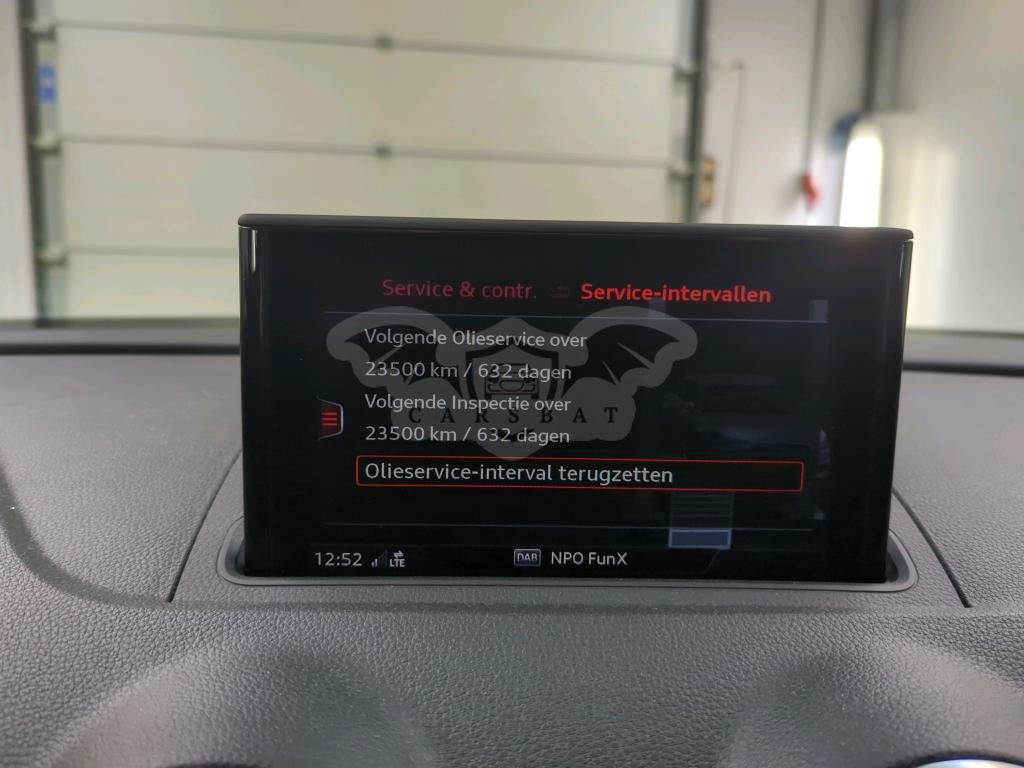 Service & contr. Service-intervallen
Volgende Olieservice over
23500 km / 632 dagen
Volgende Inspectie over
CARSBAT
23500 km / 632 dagen
Olieservice-interval terugzetten
12:52 LTE DAB NPO FunX